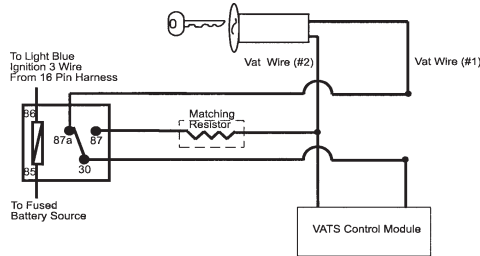 To Light Blue
Ignition 3 Wire
From 16 Pin Harness
Vat Wire (#2)
Vat Wire (#1)
Matching
Resistor
86
87a
87
85
30
To Fused
Battery Source
VATS Control Module